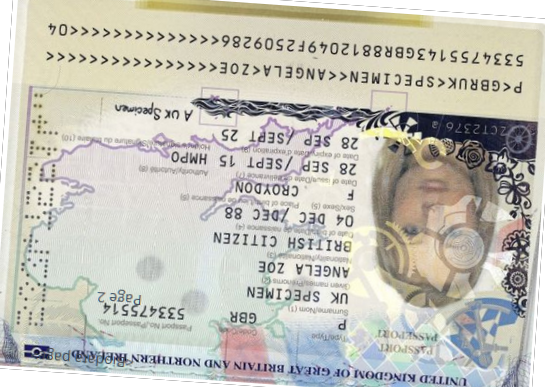 UNITED KINGDOM OF GREAT BRITAIN AND NORTHERN IRELAND
PASSPORT
PASSEPORT
Type/Type
P
Code/Code
GBR
Passport No./Passeport No.
533475514
Surname/Nom (1)
UK SPECIMEN
Given names/Prénoms (2)
ANGELA ZOE
Nationality/Nationalité (3)
BRITISH CITIZEN
Date of birth/Date de naissance (4)
04 DEC /DEC 88
Sex/Sexe (5)
Place of birth/Lieu de naissance (6)
F
CROYDON
Date of issue/Date de délivrance (7)
Authority/Autorité (8)
28 SEP /SEPT 15
HMPO
Date of expiry/Date d'expiration (9)
Holder's signature/Signature du titulaire (10)
28 SEP /SEPT 25
A UK Specimen
ZCT2376 a
P<GBRUK<SPECIMEN<<ANGELA<ZOE<<<<<<<<<<<<<<<<
5334755143GBR8812049F2509286<<<<<<<<<<<<<<04
Page 2